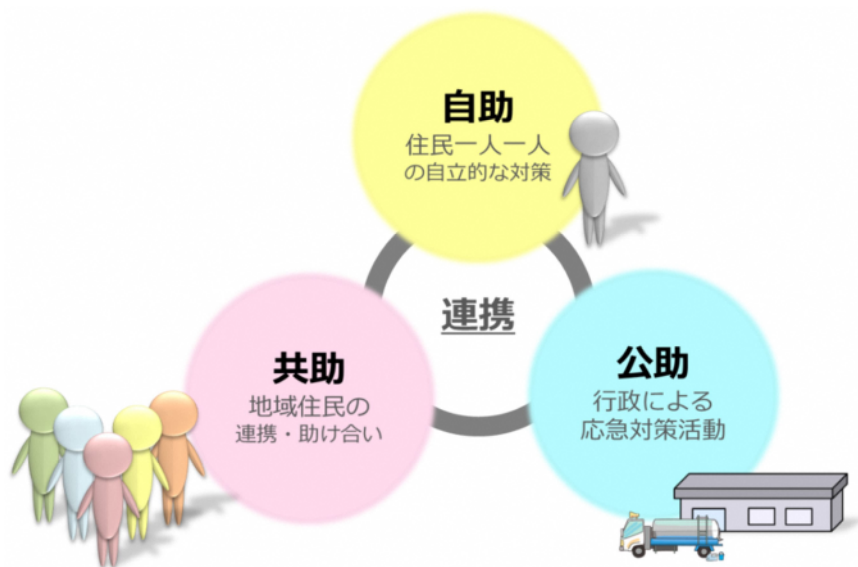 自助
住民一人一人
の自立的な対策
連携
共助
地域住民の
連携・助け合い
公助
行政による
応急対策活動